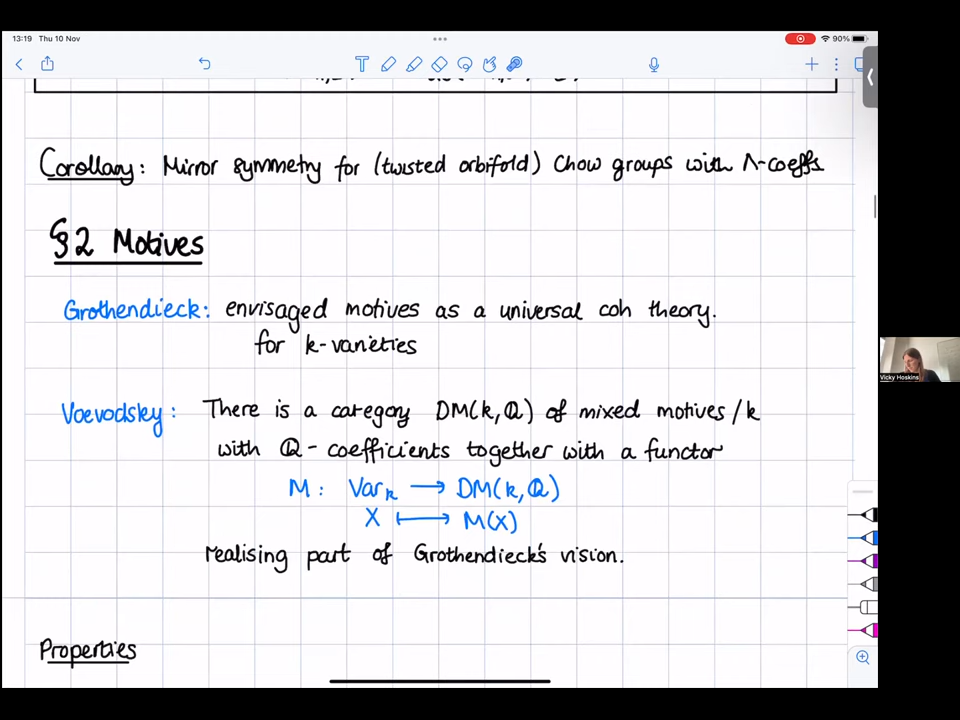 13:19 Thu 10 Nov
90%
Corollary: Mirror symmetry for (twisted orbifold) Chow groups with Λ-coeffs
§2 Motives
Grothendieck: envisaged motives as a universal coh theory.
for k-varieties
Voevodsky: There is a category DM(k,ℚ) of mixed motives/k
with ℚ-coefficients together with a functor
M: Varₖ ⟶ DM(k,ℚ)
X ⟼ M(X)
realising part of Grothendieck's vision.
Properties
Vicky Hoskins